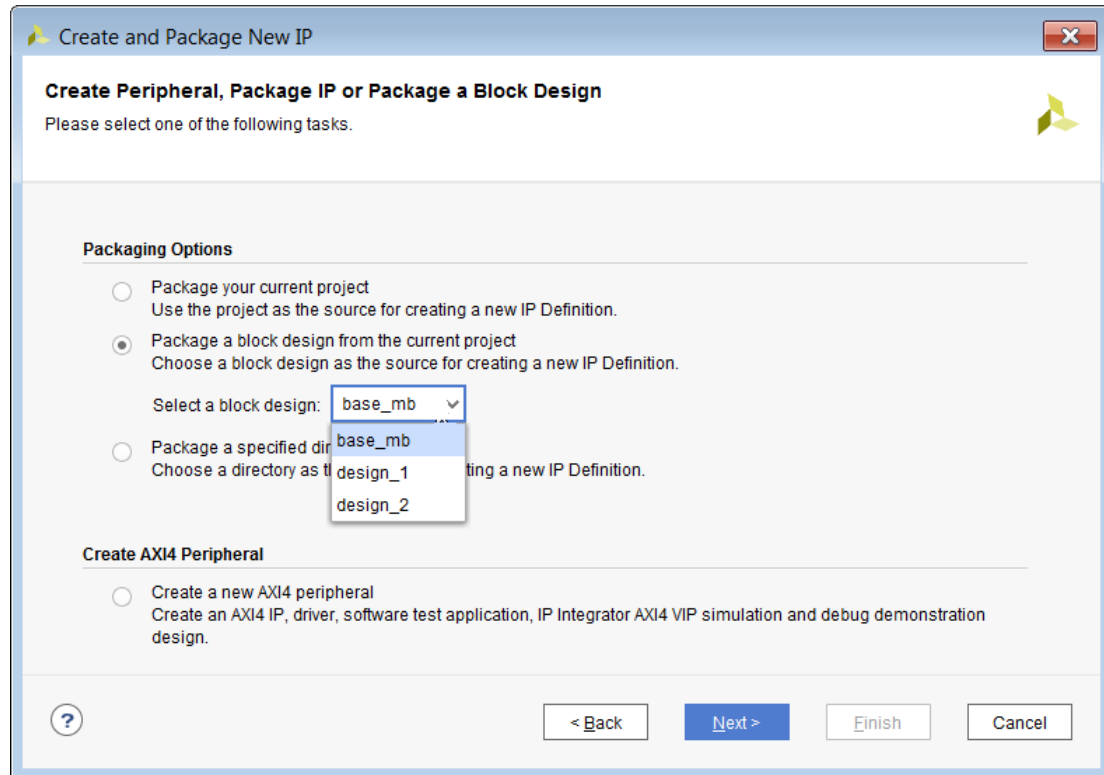 Create and Package New IP
Create Peripheral, Package IP or Package a Block Design
Please select one of the following tasks.
Packaging Options
Package your current project
Use the project as the source for creating a new IP Definition.
Package a block design from the current project
Choose a block design as the source for creating a new IP Definition.
Select a block design: base_mb
base_mb
design_1
design_2
Package a specified dir
Choose a directory as t ting a new IP Definition.
Create AXI4 Peripheral
Create a new AXI4 peripheral
Create an AXI4 IP, driver, software test application, IP Integrator AXI4 VIP simulation and debug demonstration
design.
?
< Back
Next >
Finish
Cancel